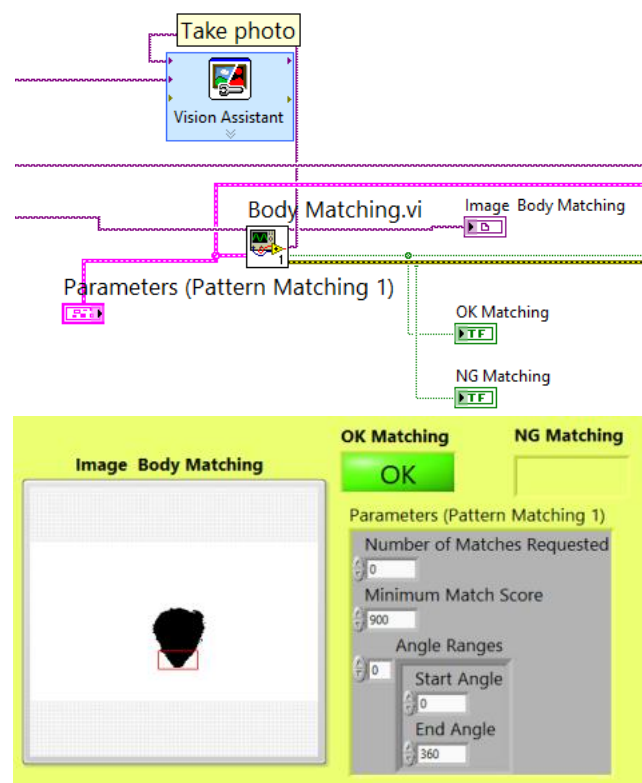 Take photo
Vision Assistant
Body Matching.vi
Image Body Matching
1
Parameters (Pattern Matching 1)
OK Matching
TF
NG Matching
TF
OK Matching
NG Matching
Image Body Matching
OK
Parameters (Pattern Matching 1)
Number of Matches Requested
0
Minimum Match Score
900
Angle Ranges
0
Start Angle
0
End Angle
360